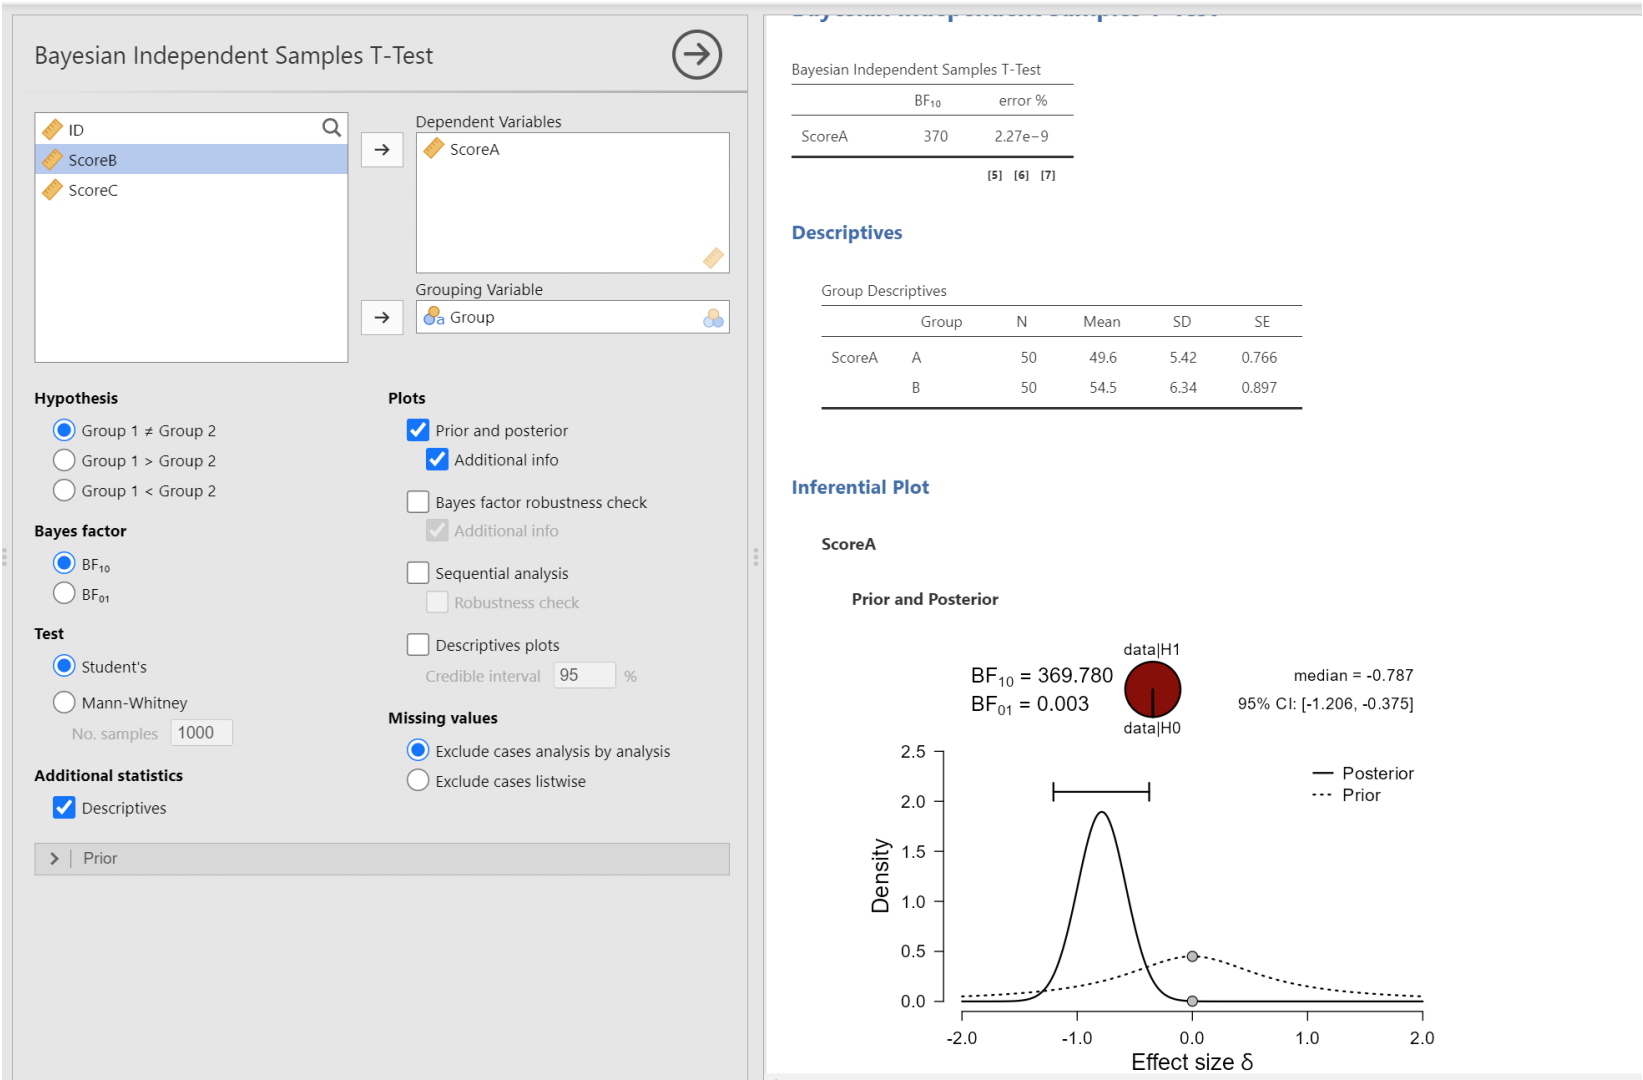 Bayesian Independent Samples T-Test
ID
ScoreB
ScoreC
Dependent Variables
ScoreA
Grouping Variable
Group
Hypothesis
Group 1 ≠ Group 2
Group 1 > Group 2
Group 1 < Group 2
Bayes factor
BF₁₀
BF₀₁
Test
Student's
Mann-Whitney
No. samples 1000
Additional statistics
Descriptives
Prior
Plots
Prior and posterior
Additional info
Bayes factor robustness check
Additional info
Sequential analysis
Robustness check
Descriptives plots
Credible interval 95 %
Missing values
Exclude cases analysis by analysis
Exclude cases listwise
Bayesian Independent Samples T-Test
Bayesian Independent Samples T-Test
BF₁₀ error %
ScoreA 370 2.27e−9
[5] [6] [7]
Descriptives
Group Descriptives
Group N Mean SD SE
ScoreA A 50 49.6 5.42 0.766
B 50 54.5 6.34 0.897
Inferential Plot
ScoreA
Prior and Posterior
data|H1
BF₁₀ = 369.780
BF₀₁ = 0.003
data|H0
median = -0.787
95% CI: [-1.206, -0.375]
Posterior
Prior
2.5
2.0
1.5
1.0
0.5
0.0
Density
-2.0 -1.0 0.0 1.0 2.0
Effect size δ